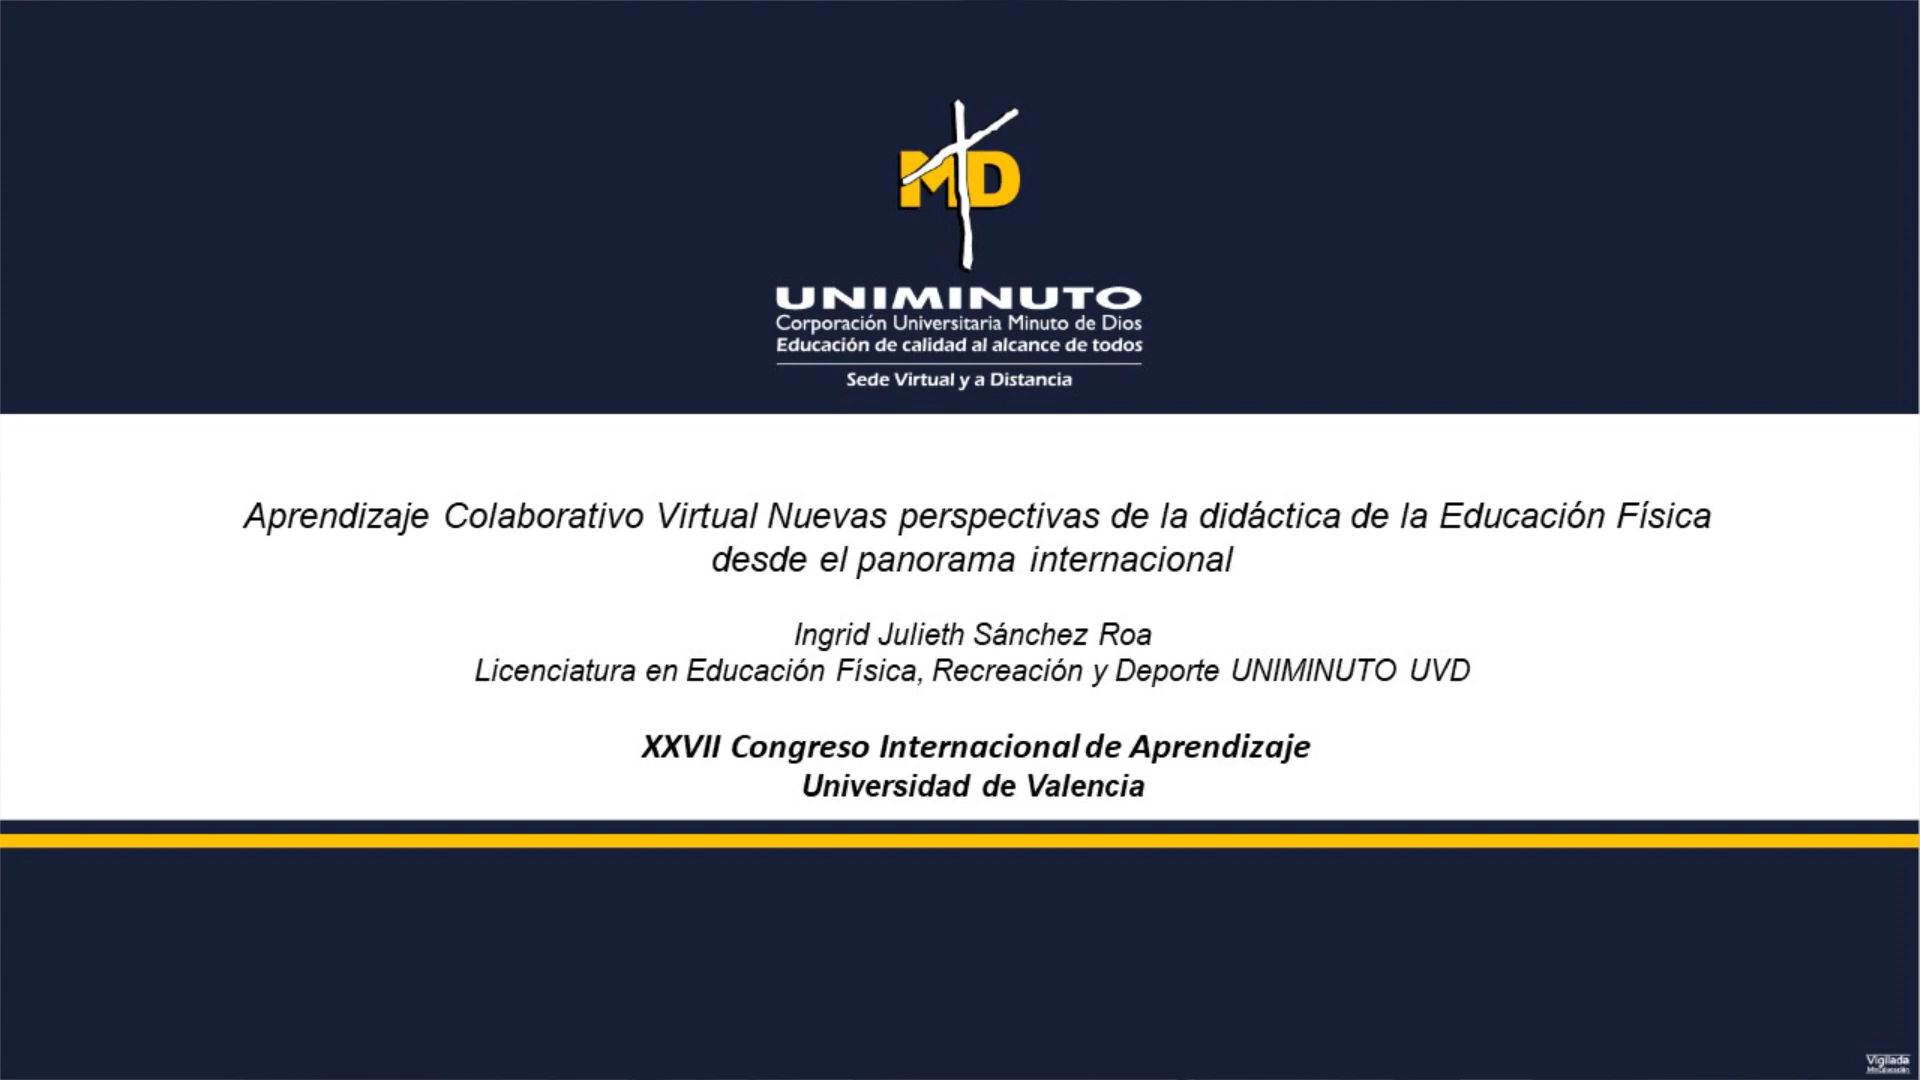 MD
UNIMINUTO
Corporación Universitaria Minuto de Dios
Educación de calidad al alcance de todos
Sede Virtual y a Distancia
Aprendizaje Colaborativo Virtual Nuevas perspectivas de la didáctica de la Educación Física
desde el panorama internacional
Ingrid Julieth Sánchez Roa
Licenciatura en Educación Física, Recreación y Deporte UNIMINUTO UVD
XXVII Congreso Internacional de Aprendizaje
Universidad de Valencia
Vigilada
MinEducación